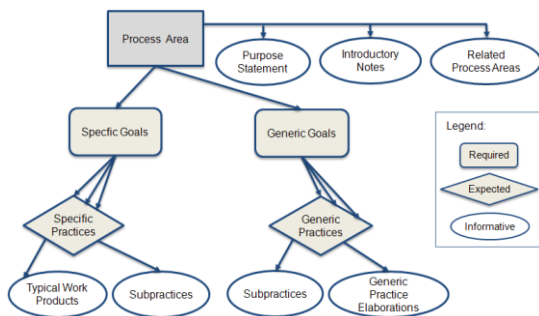 Process Area
Purpose
Statement
Introductory
Notes
Related
Process Areas
Specfic Goals
Generic Goals
Legend:
Required
Expected
Informative
Specific
Practices
Generic
Practices
Typical Work
Products
Subpractices
Subpractices
Generic
Practice
Elaborations